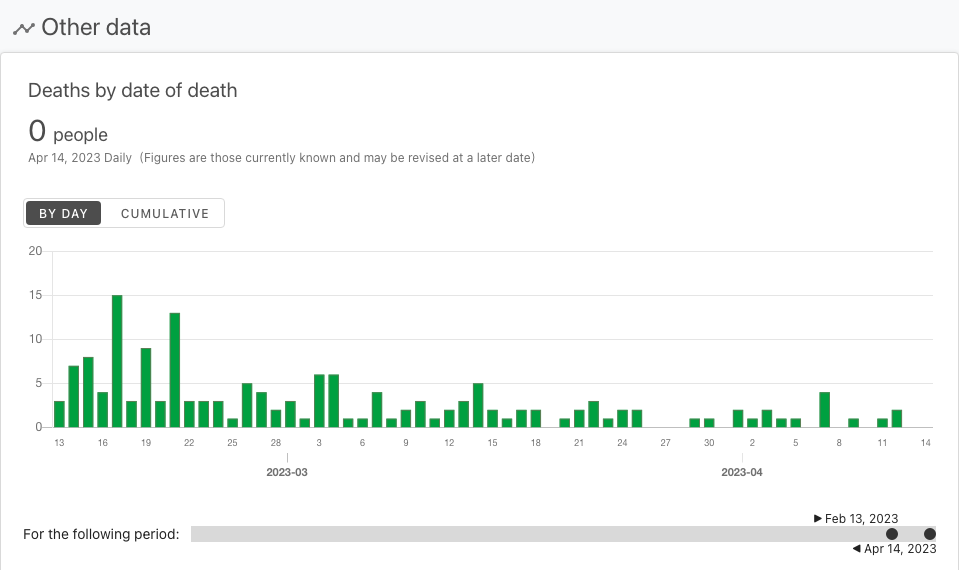 Other data
Deaths by date of death
0 people
Apr 14, 2023 Daily (Figures are those currently known and may be revised at a later date)
BY DAY CUMULATIVE
20
15
10
5
0
13 16 19 22 25 28 3 6 9 12 15 18 21 24 27 30 2 5 8 11 14
2023-03 2023-04
▶ Feb 13, 2023
For the following period:
◀ Apr 14, 2023